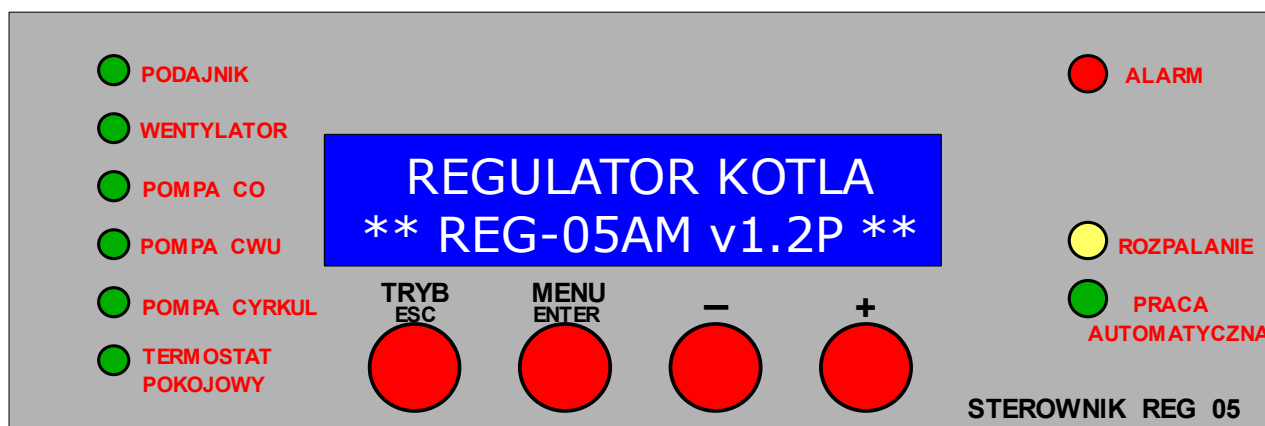 PODAJNIK
WENTYLATOR
POMPA CO
POMPA CWU
POMPA CYRKUL
TERMOSTAT
POKOJOWY
REGULATOR KOTLA
** REG-05AM v1.2P **
TRYB
ESC
MENU
ENTER
–
+
ALARM
ROZPALANIE
PRACA
AUTOMATYCZNA
STEROWNIK REG 05